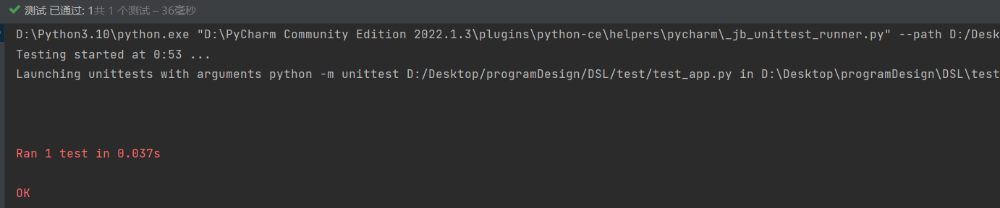 测试 已通过: 1共 1 个测试 – 36毫秒
D:\Python3.10\python.exe "D:\PyCharm Community Edition 2022.1.3\plugins\python-ce\helpers\pycharm\_jb_unittest_runner.py" --path D:/Desk
Testing started at 0:53 ...
Launching unittests with arguments python -m unittest D:/Desktop/programDesign/DSL/test/test_app.py in D:\Desktop\programDesign\DSL\test
Ran 1 test in 0.037s
OK